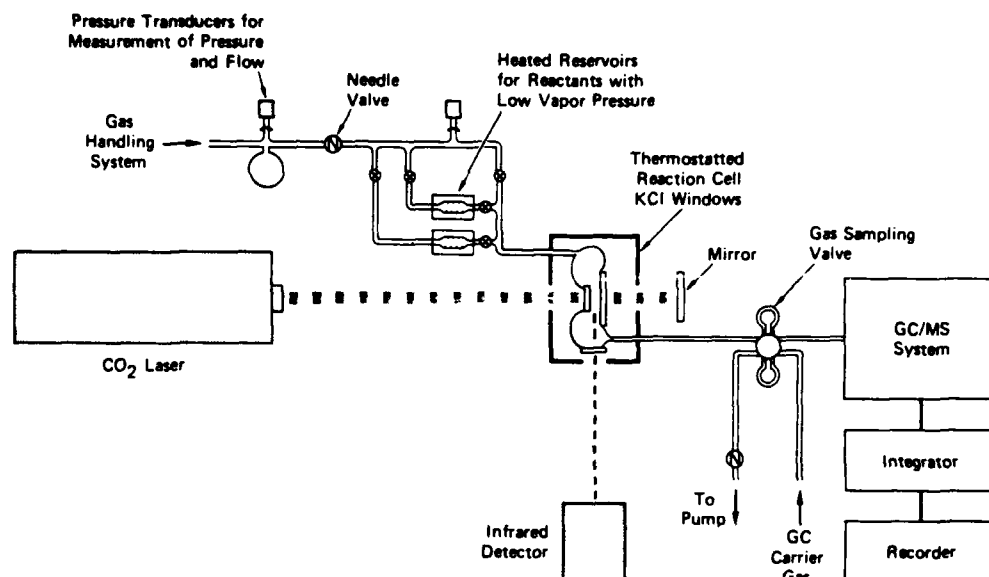 Pressure Transducers for
Measurement of Pressure
and Flow
Needle
Valve
Heated Reservoirs
for Reactants with
Low Vapor Pressure
Gas
Handling
System
Thermostatted
Reaction Cell
KCl Windows
Gas Sampling
Valve
Mirror
CO2 Laser
GC/MS
System
Integrator
Recorder
To
Pump
GC
Carrier
Gas
Infrared
Detector